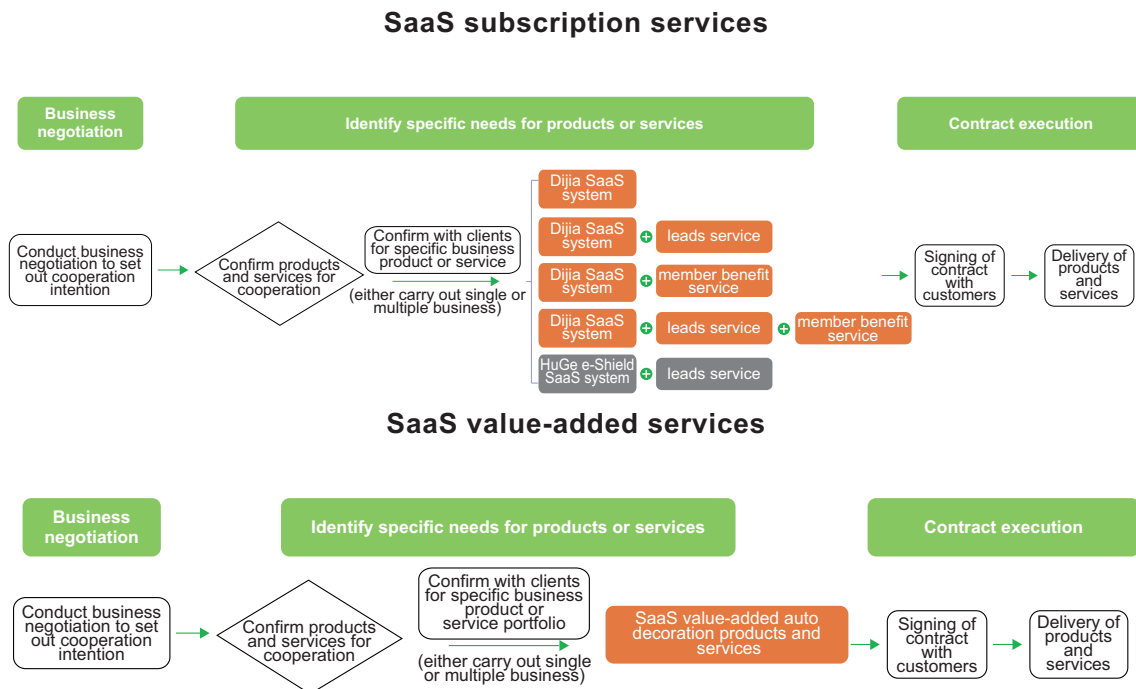 SaaS subscription services
Business
negotiation
Identify specific needs for products or services
Contract execution
Conduct business
negotiation to set
out cooperation
intention
Confirm products
and services for
cooperation
Confirm with clients
for specific business
product or service
(either carry out single or
multiple business)
Dijia SaaS
system
Dijia SaaS
system
+
leads service
Dijia SaaS
system
+
member benefit
service
Dijia SaaS
system
+
leads service
+
member benefit
service
HuGe e-Shield
SaaS system
+
leads service
Signing of
contract
with
customers
Delivery of
products
and
services
SaaS value-added services
Business
negotiation
Identify specific needs for products or services
Contract execution
Conduct business
negotiation to set
out cooperation
intention
Confirm products
and services for
cooperation
Confirm with clients
for specific business
product or
service portfolio
(either carry out single
or multiple business)
SaaS value-added auto
decoration products and
services
Signing of
contract
with
customers
Delivery of
products
and
services